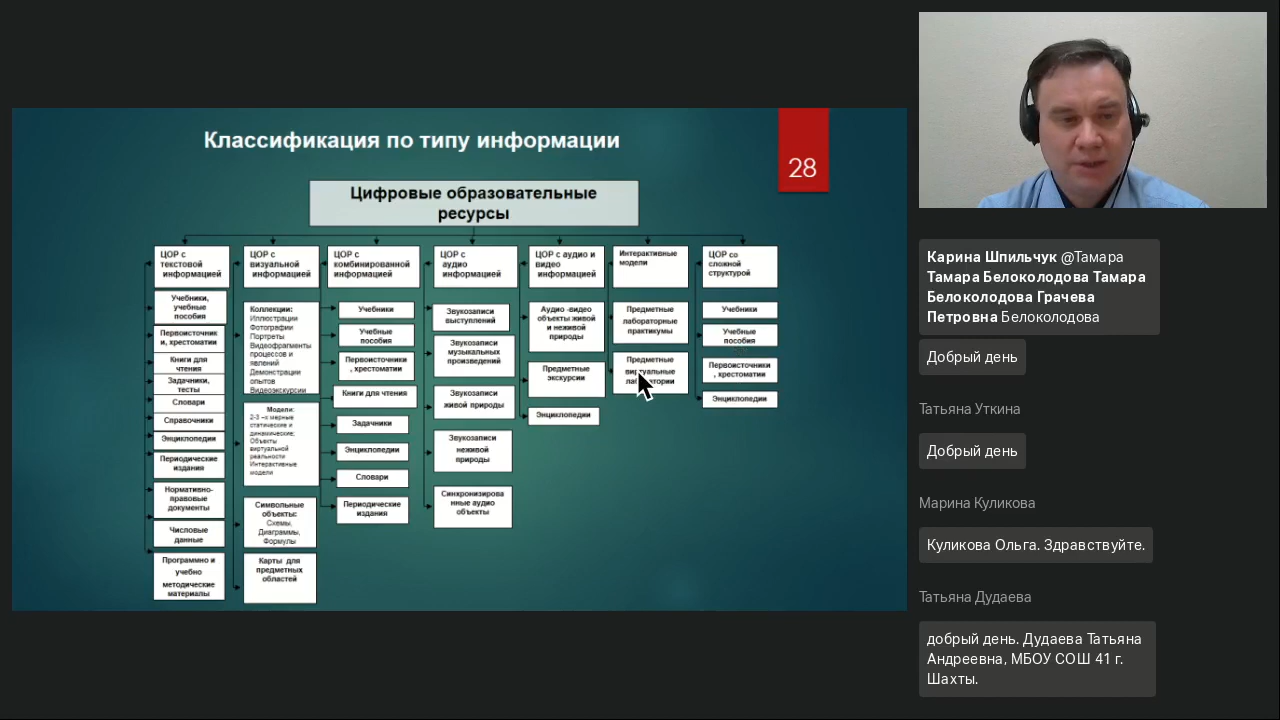 Классификация по типу информации
28
Цифровые образовательные
ресурсы
ЦОР с
текстовой
информацией
Учебники,
учебные
пособия
Первоисточник
и, хрестоматии
Книги для
чтения
Задачники,
тесты
Словари
Справочники
Энциклопедии
Периодические
издания
Нормативно-
правовые
документы
Числовые
данные
Программно и
учебно
методические
материалы
ЦОР с
визуальной
информацией
Коллекции:
Иллюстрации
Фотографии
Портреты
Видеофрагменты
процессов и
явлений
Демонстрации
опытов
Видеоэкскурсии
Модели:
2-3 –х мерные
статические и
динамические;
Объекты
виртуальной
реальности
Интерактивные
модели
Символьные
объекты:
Схемы,
Диаграммы,
Формулы
Карты для
предметных
областей
ЦОР с
комбинированной
информацией
Учебники
Учебные
пособия
Первоисточники
, хрестоматии
Книги для чтения
Задачники
Энциклопедии
Словари
Периодические
издания
ЦОР с
аудио
информацией
Звукозаписи
выступлений
Звукозаписи
музыкальных
произведений
Звукозаписи
живой природы
Звукозаписи
неживой
природы
Синхронизирова
нные аудио
объекты
ЦОР с аудио и
видео
информацией
Аудио -видео
объекты живой
и неживой
природы
Предметные
экскурсии
Энциклопедии
Интерактивные
модели
Предметные
лабораторные
практикумы
Предметные
виртуальные
лаборатории
ЦОР со
сложной
структурой
Учебники
Учебные
пособия
Первоисточники
, хрестоматии
Энциклопедии
Карина Шпильчук @Тамара
Тамара Белоколодова Тамара
Белоколодова Грачева
Петровна Белоколодова
Добрый день
Татьяна Уткина
Добрый день
Марина Куликова
Куликова Ольга. Здравствуйте.
Татьяна Дудаева
добрый день. Дудаева Татьяна
Андреевна, МБОУ СОШ 41 г.
Шахты.